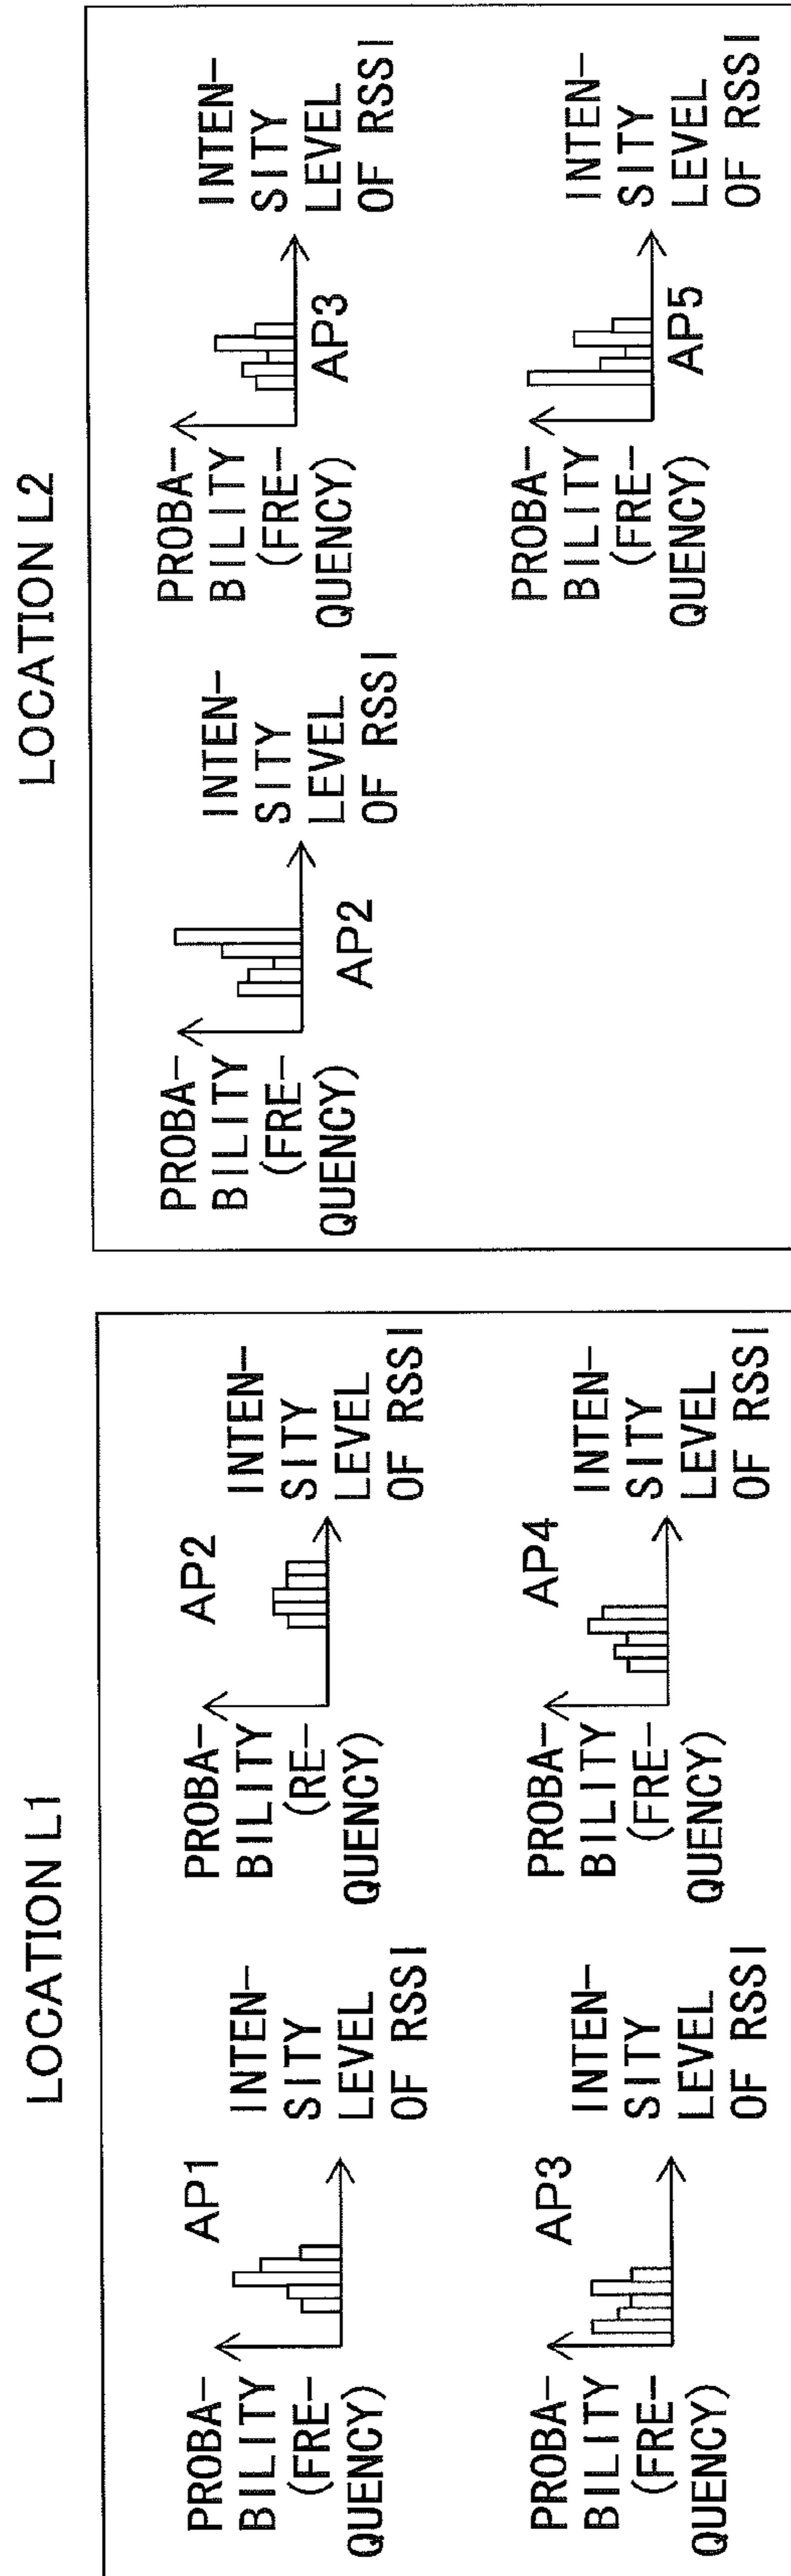 LOCATION L1
PROBA-
BILITY
(FRE-
QUENCY)
AP1
INTEN-
SITY
LEVEL
OF RSSI
PROBA-
BILITY
(RE-
QUENCY)
AP2
INTEN-
SITY
LEVEL
OF RSSI
PROBA-
BILITY
(FRE-
QUENCY)
AP3
INTEN-
SITY
LEVEL
OF RSSI
PROBA-
BILITY
(FRE-
QUENCY)
AP4
INTEN-
SITY
LEVEL
OF RSSI
LOCATION L2
PROBA-
BILITY
(FRE-
QUENCY)
AP2
INTEN-
SITY
LEVEL
OF RSSI
PROBA-
BILITY
(FRE-
QUENCY)
AP3
INTEN-
SITY
LEVEL
OF RSSI
PROBA-
BILITY
(FRE-
QUENCY)
AP5
INTEN-
SITY
LEVEL
OF RSSI